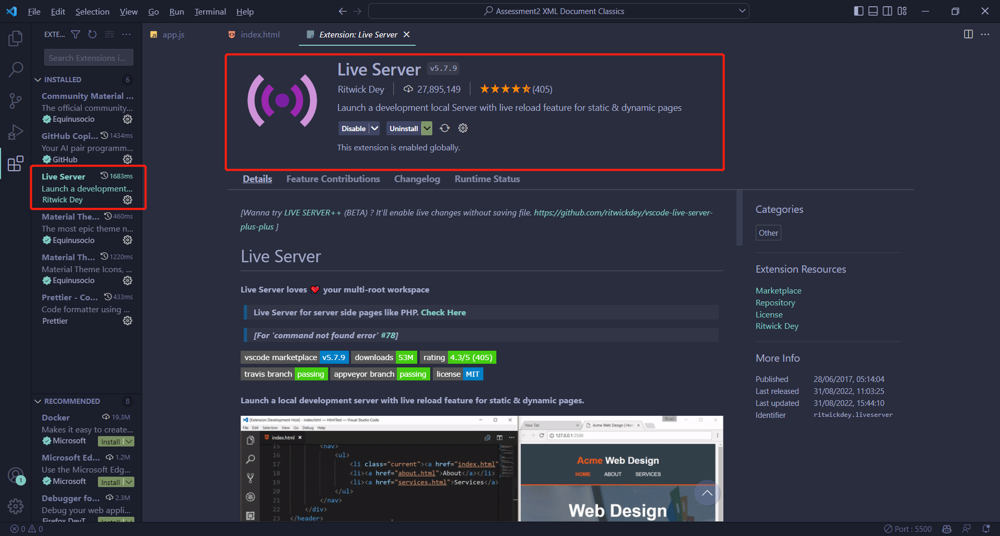 File Edit Selection View Go Run Terminal Help
Assessment2 XML Document Classics
EXTE...
app.js
index.html
Extension: Live Server
Search Extensions i...
INSTALLED 6
Community Material ...
The official community...
Equinusocio
GitHub Copi... 1434ms
Your AI pair programm...
GitHub
Live Server 1683ms
Launch a development...
Ritwick Dey
Material The... 460ms
The most epic theme n...
Equinusocio
Material Th... 1220ms
Material Theme Icons, ...
Equinusocio
Prettier - Co... 433ms
Code formatter using ...
Prettier
RECOMMENDED 8
Docker 19.3M
Makes it easy to create...
Microsoft Install
Microsoft Ed... 1.2M
Use the Microsoft Edg...
Microsoft Install
Debugger fo... 2.3M
Debug your web appli...
Firefox DevT... Install
1
Live Server v5.7.9
Ritwick Dey 27,895,149 (405)
Launch a development local Server with live reload feature for static & dynamic pages
Disable Uninstall
This extension is enabled globally.
Details Feature Contributions Changelog Runtime Status
[Wanna try LIVE SERVER++ (BETA) ? It'll enable live changes without saving file. https://github.com/ritwickdey/vscode-live-server-
plus-plus ]
Live Server
Live Server loves your multi-root workspace
Live Server for server side pages like PHP. Check Here
[For `command not found error` #78]
vscode marketplace v5.7.9 downloads 53M rating 4.3/5 (405)
travis branch passing appveyor branch passing license MIT
Launch a local development server with live reload feature for static & dynamic pages.
[Extension Development Host] - index.html — HtmlTest — Visual Studio Code
File Edit Selection View Go Debug Help
index.html
15 <nav>
16 <ul>
17 <li class="current"><a href="index.html"
18 <li><a href="about.html">About</a></li>
19 <li><a href="services.html">Services</a>
20 </ul>
21 </nav>
22 </div>
23 </header>
New Tab
Acme Web Design | Hom
127.0.0.1:3500
Acme Web Design
HOME ABOUT SERVICES
Web Design
Categories
Other
Extension Resources
Marketplace
Repository
License
Ritwick Dey
More Info
Published 28/06/2017, 05:14:04
Last released 31/08/2022, 11:03:25
Last updated 31/08/2022, 15:44:10
Identifier ritwickdey.liveserver
0 0
Port : 5500